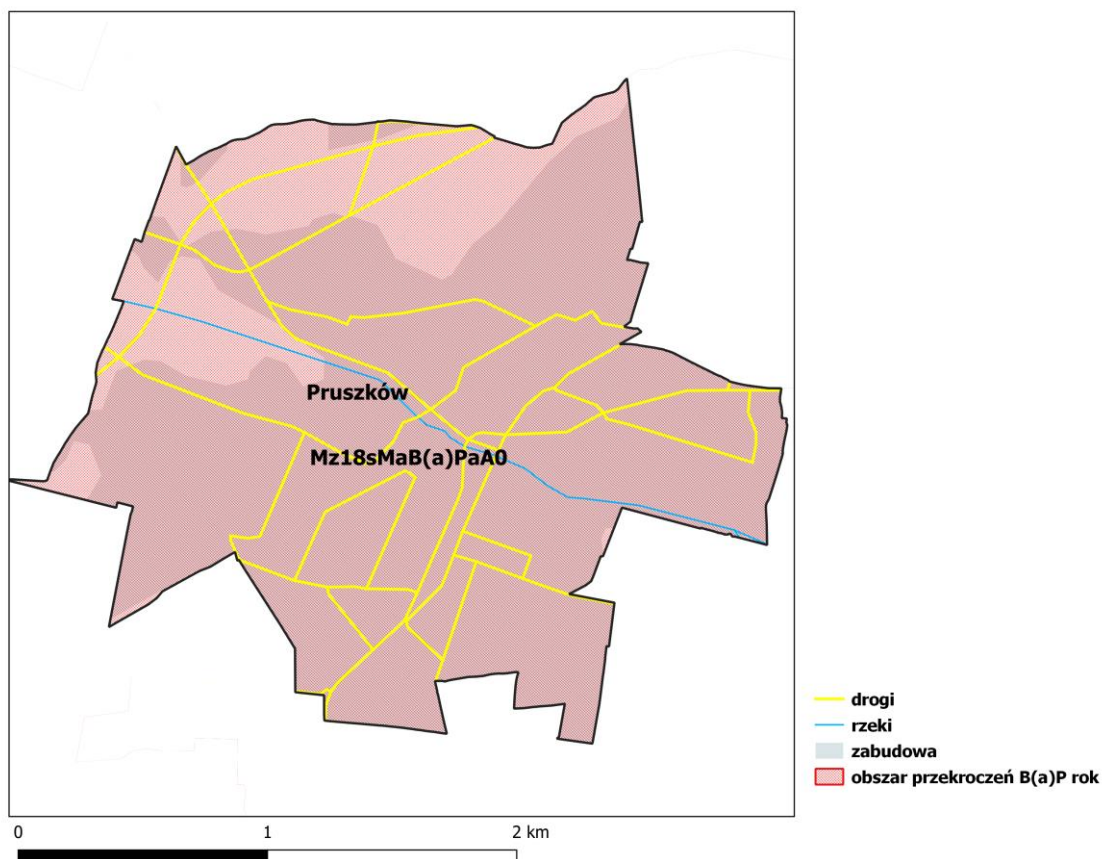 Pruszków
Mz18sMaB(a)PaA0
drogi
rzeki
zabudowa
obszar przekroczeń B(a)P rok
0 1 2 km